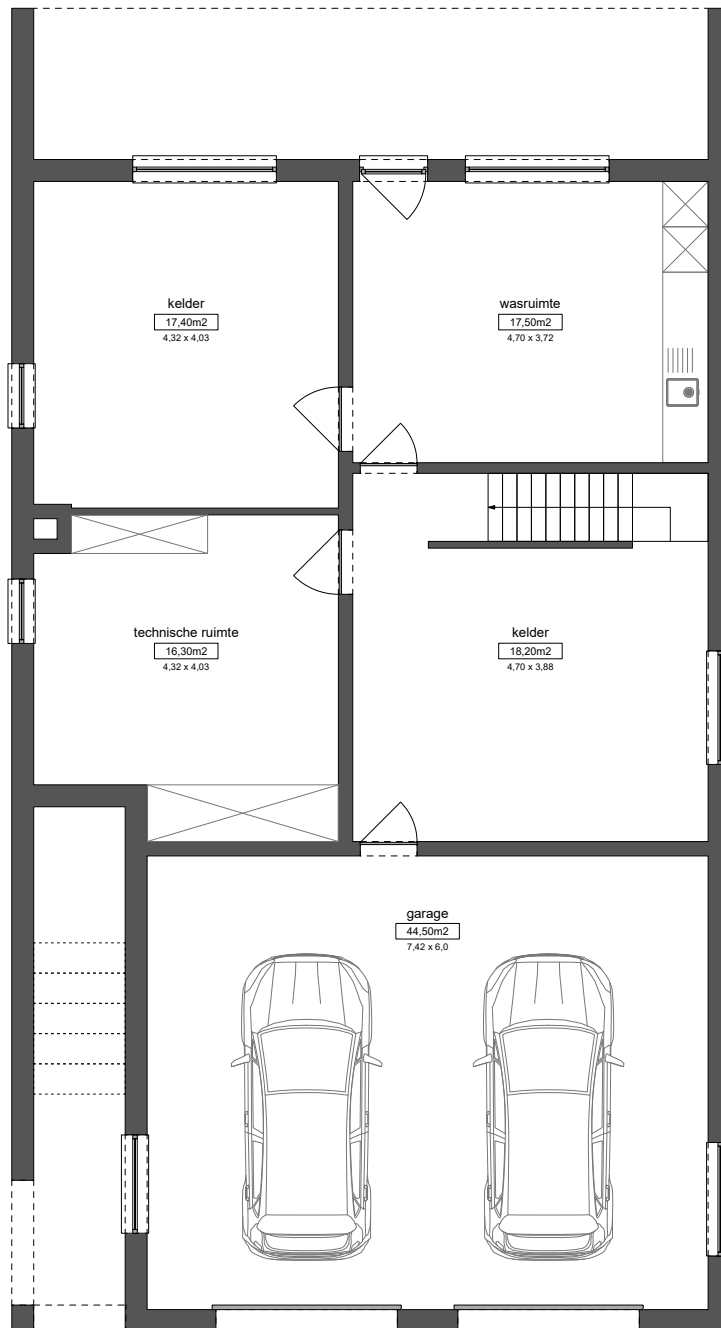 kelder
17,40m2
4,32 x 4,03
wasruimte
17,50m2
4,70 x 3,72
technische ruimte
16,30m2
4,32 x 4,03
kelder
18,20m2
4,70 x 3,88
garage
44,50m2
7,42 x 6,0